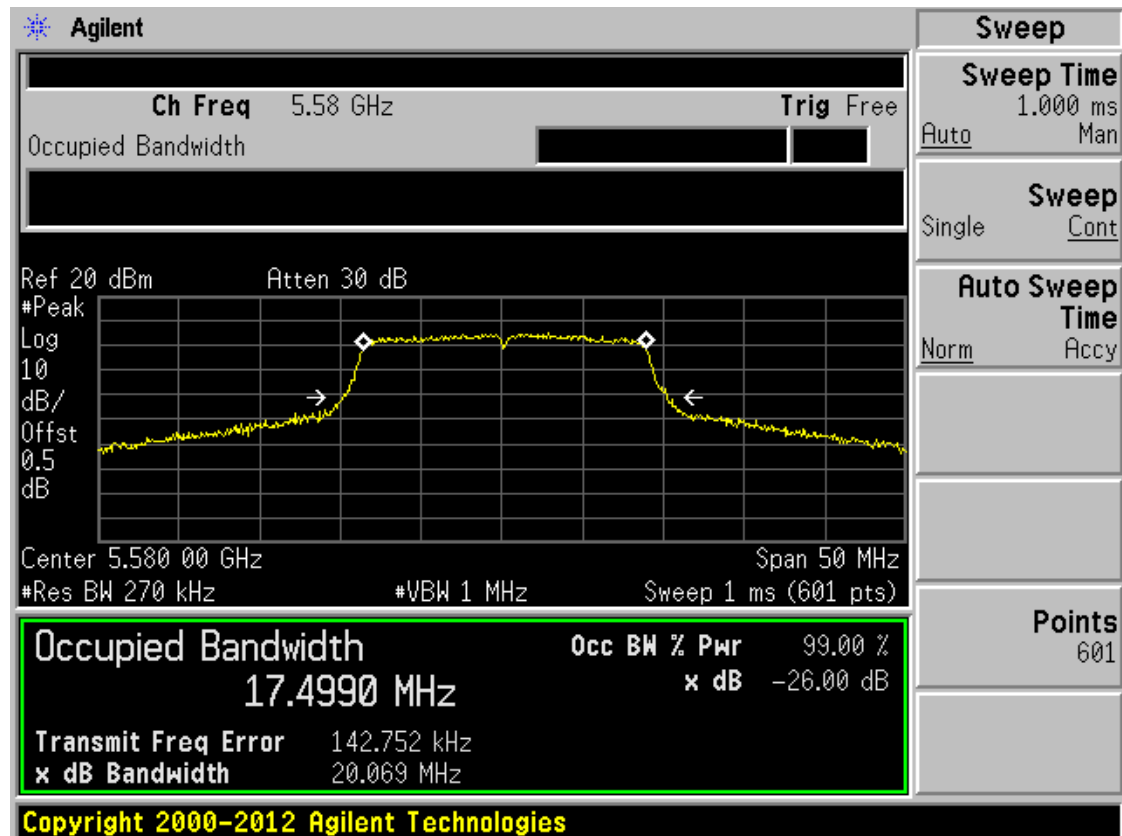 Agilent
Sweep
Ch Freq 5.58 GHz Trig Free
Occupied Bandwidth
Sweep Time
1.000 ms
Auto Man
Sweep
Single Cont
Auto Sweep
Time
Norm Accy
Points
601
Ref 20 dBm Atten 30 dB
#Peak
Log
10
dB/
Offst
0.5
dB
Center 5.580 00 GHz Span 50 MHz
#Res BW 270 kHz #VBW 1 MHz Sweep 1 ms (601 pts)
Occupied Bandwidth Occ BW % Pwr 99.00 %
17.4990 MHz x dB -26.00 dB
Transmit Freq Error 142.752 kHz
x dB Bandwidth 20.069 MHz
Copyright 2000-2012 Agilent Technologies